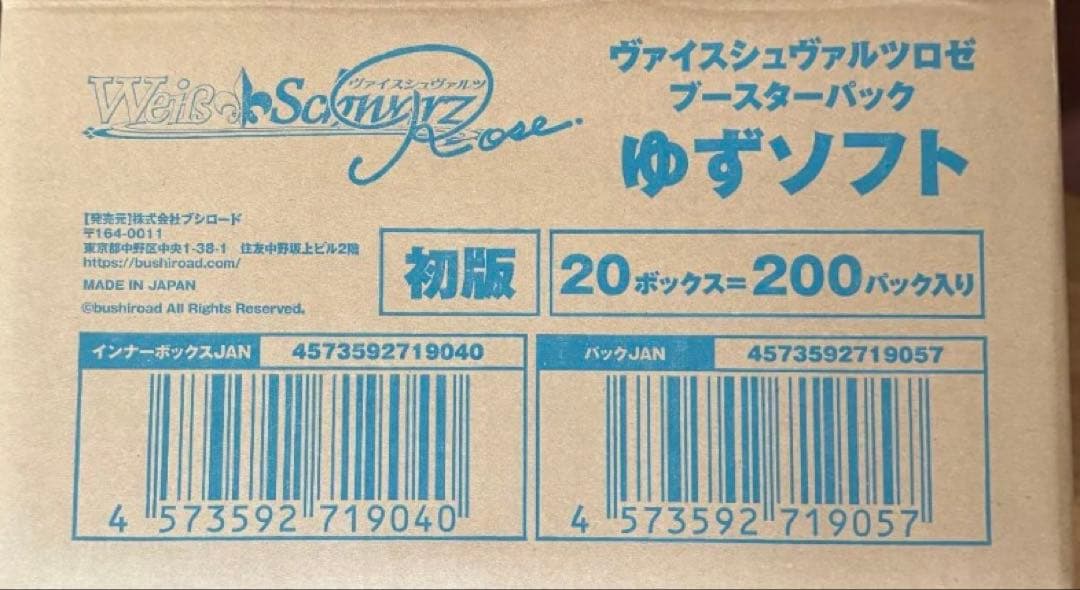 Weiß Schwarz
ヴァイスシュヴァルツ
Rose.
ヴァイスシュヴァルツロゼ
ブースターパック
ゆずソフト
【発売元】株式会社ブシロード
〒164-0011
東京都中野区中央1-38-1 住友中野坂上ビル2階
https://bushiroad.com/
MADE IN JAPAN
©bushiroad All Rights Reserved.
初版
20ボックス=200パック入り
インナーボックスJAN 4573592719040
4 573592 719040
パックJAN 4573592719057
4 573592 719057